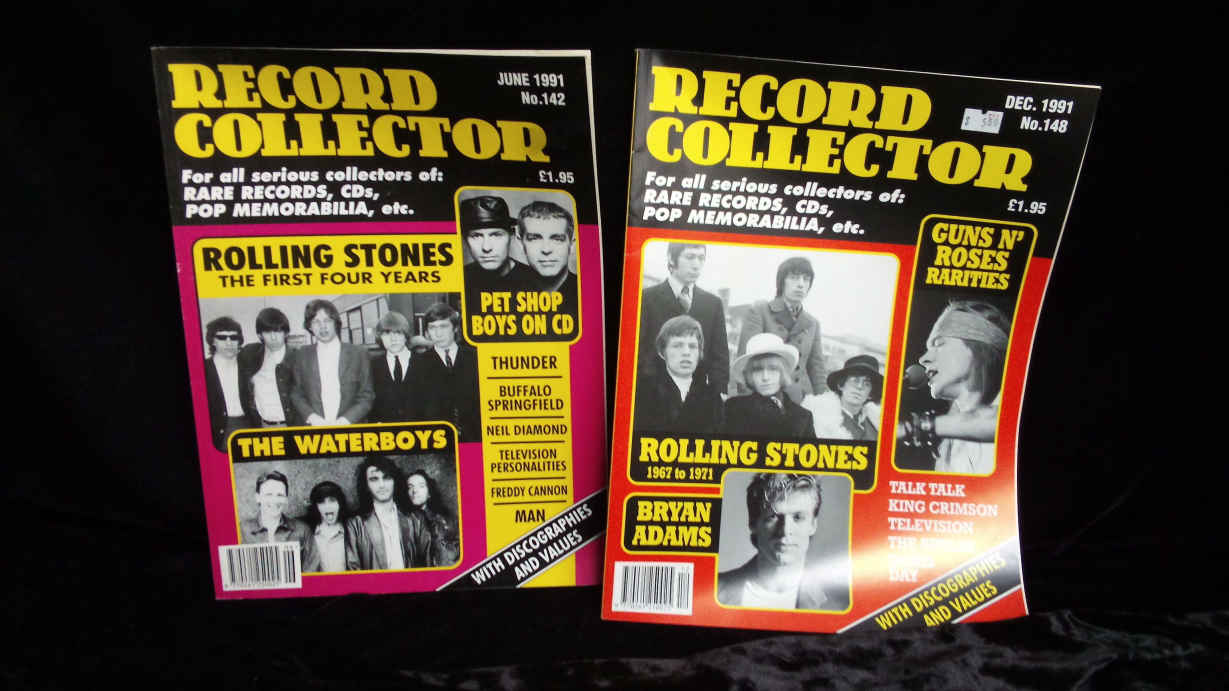 RECORD
COLLECTOR
JUNE 1991
No.142
£1.95
For all serious collectors of:
RARE RECORDS, CDs,
POP MEMORABILIA, etc.
ROLLING STONES
THE FIRST FOUR YEARS
PET SHOP
BOYS ON CD
THUNDER
BUFFALO
SPRINGFIELD
NEIL DIAMOND
TELEVISION
PERSONALITIES
FREDDY CANNON
MAN
THE WATERBOYS
WITH DISCOGRAPHIES
AND VALUES
RECORD
COLLECTOR
DEC. 1991
No.148
£1.95
For all serious collectors of:
RARE RECORDS, CDs,
POP MEMORABILIA, etc.
GUNS N'
ROSES
RARITIES
ROLLING STONES
1967 to 1971
BRYAN
ADAMS
TALK TALK
KING CRIMSON
TELEVISION
THE
DAY
WITH DISCOGRAPHIES
AND VALUES